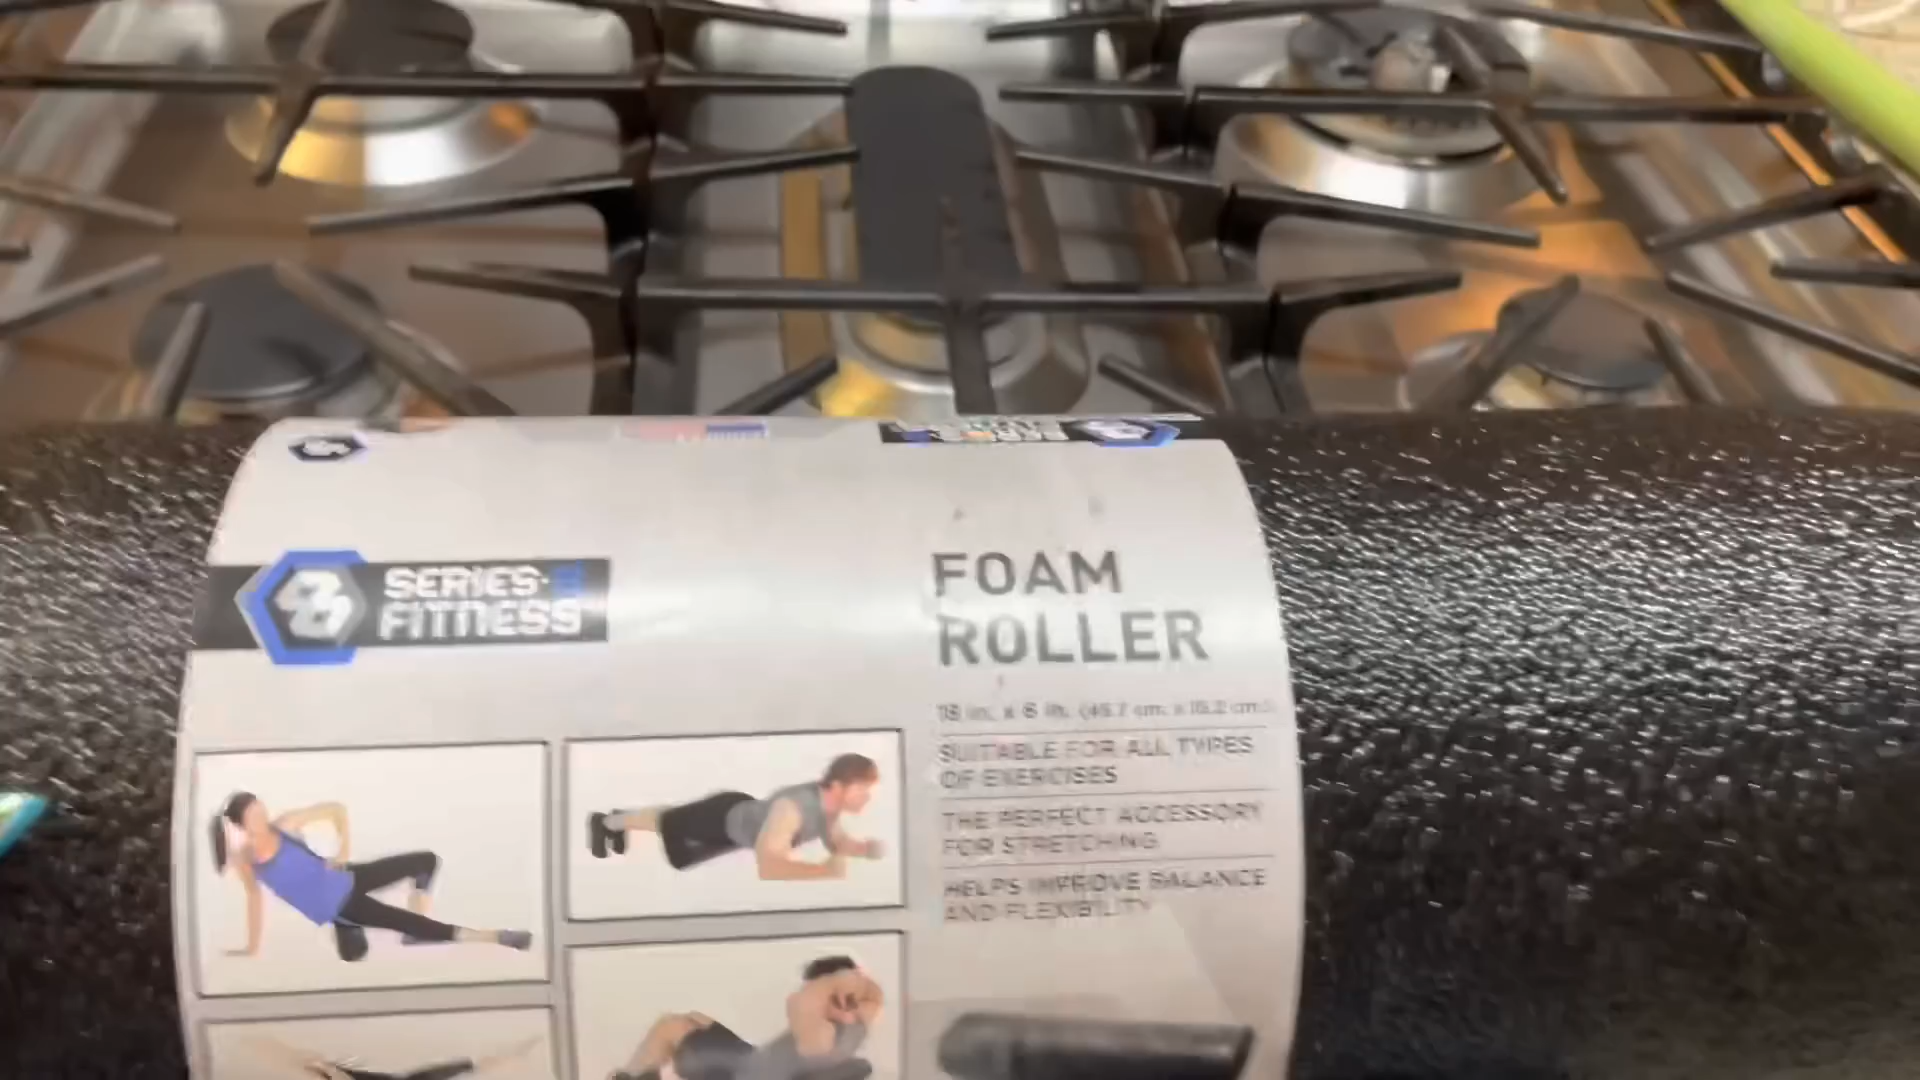 SERIES-8
FITNESS
FOAM
ROLLER
18 in. x 6 in. (45.7 cm. x 15.2 cm.)
SUITABLE FOR ALL TYPES
OF EXERCISES
THE PERFECT ACCESSORY
FOR STRETCHING
HELPS IMPROVE BALANCE
AND FLEXIBILITY